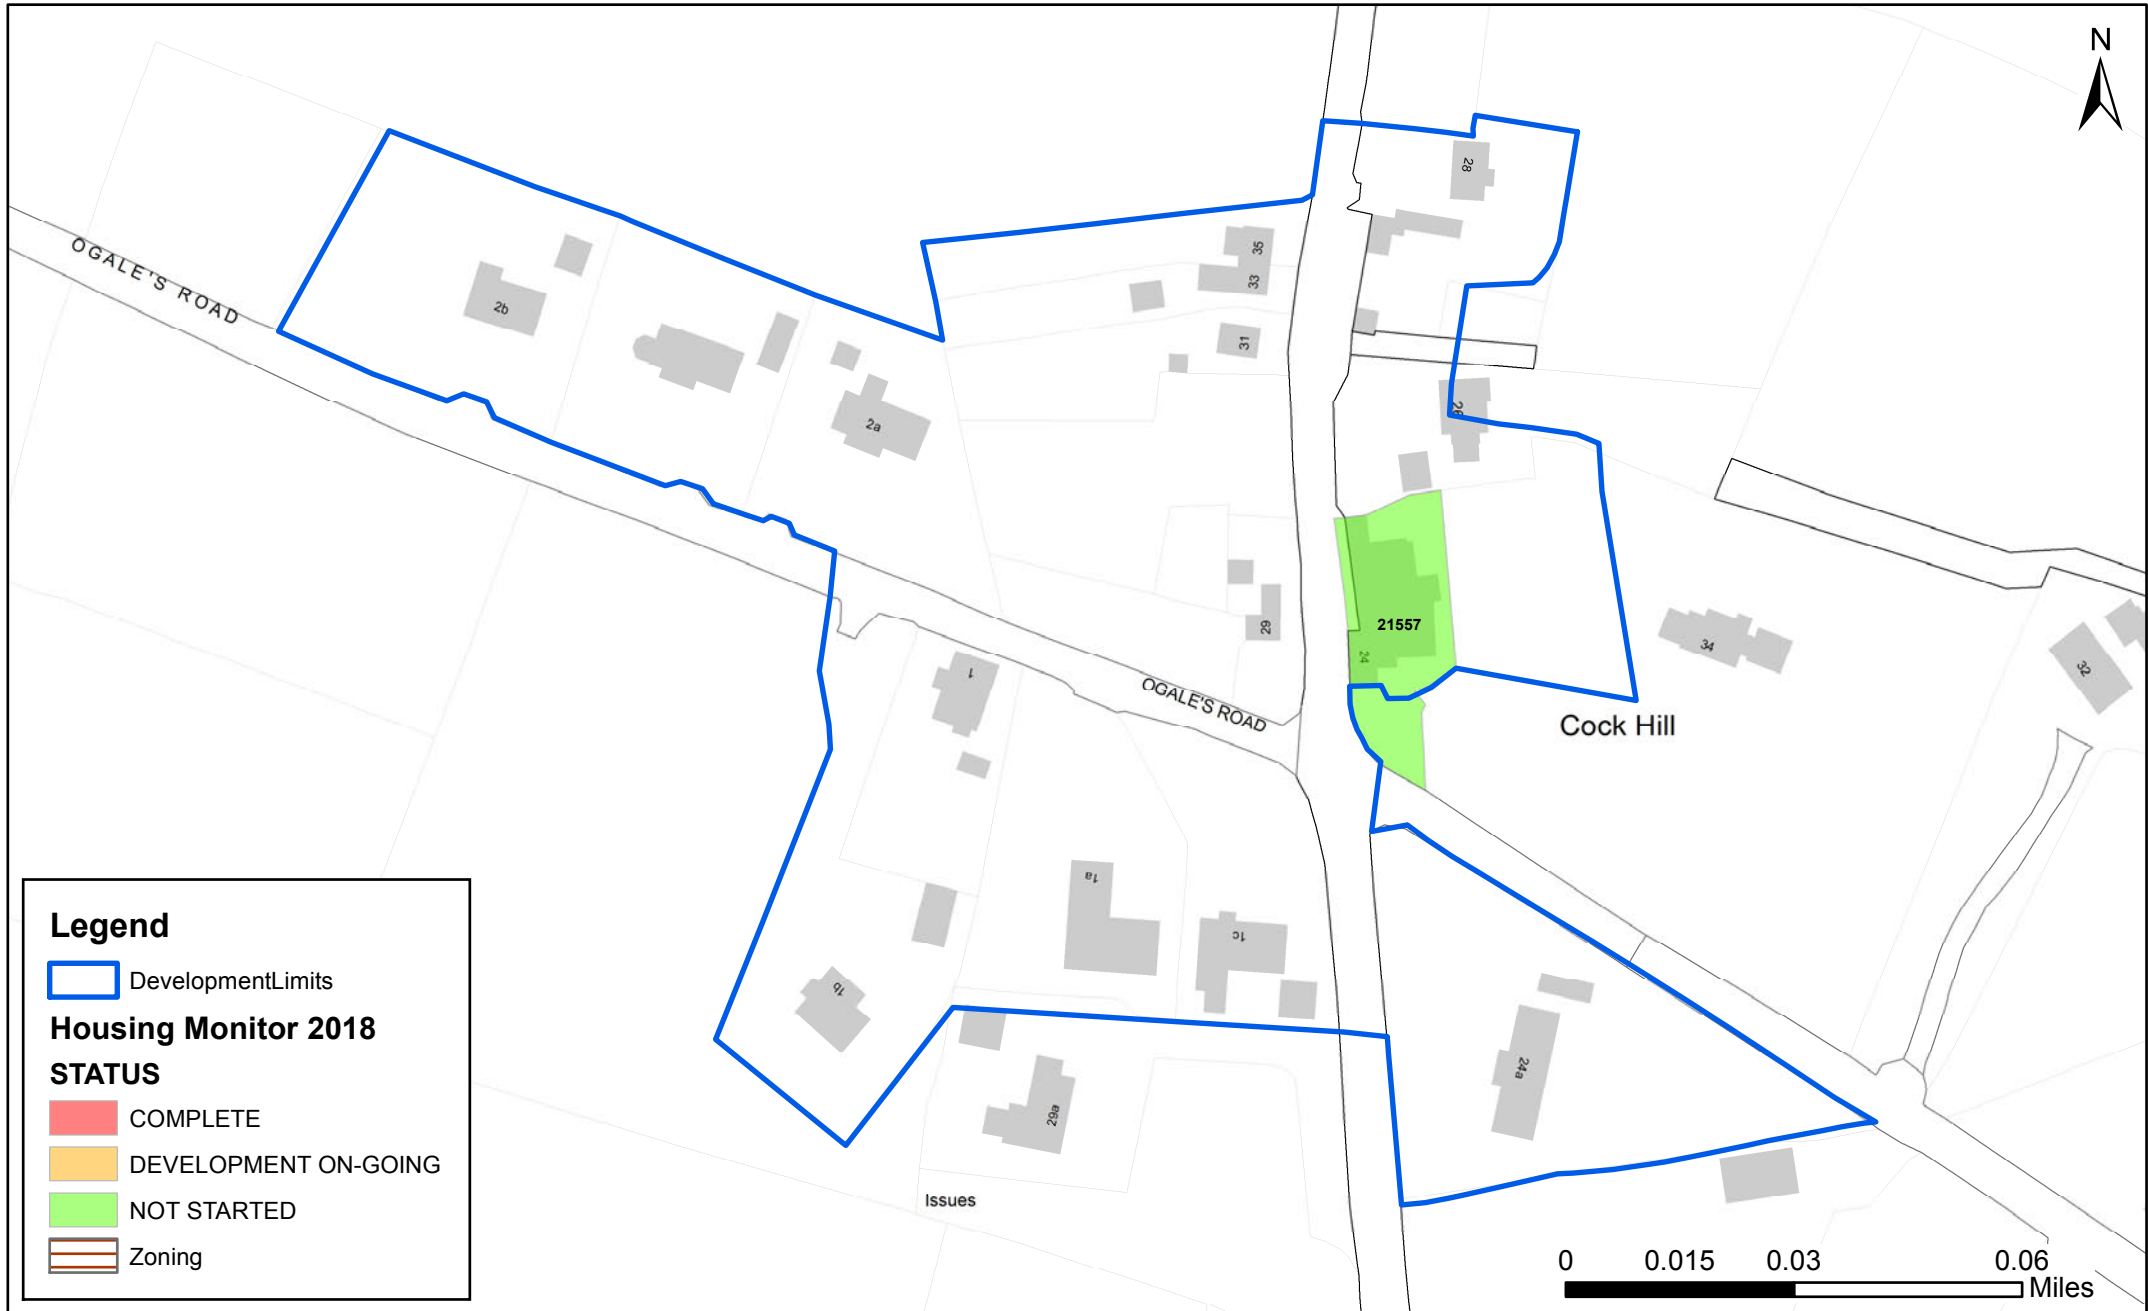 N
28
OGALE'S ROAD
35
33
2b
31
26
2a
21557
29
24
34
32
1
OGALE'S ROAD
Cock Hill
1a
1c
1b
24a
29a
Issues
Legend
DevelopmentLimits
Housing Monitor 2018
STATUS
COMPLETE
DEVELOPMENT ON-GOING
NOT STARTED
Zoning
0 0.015 0.03 0.06
Miles